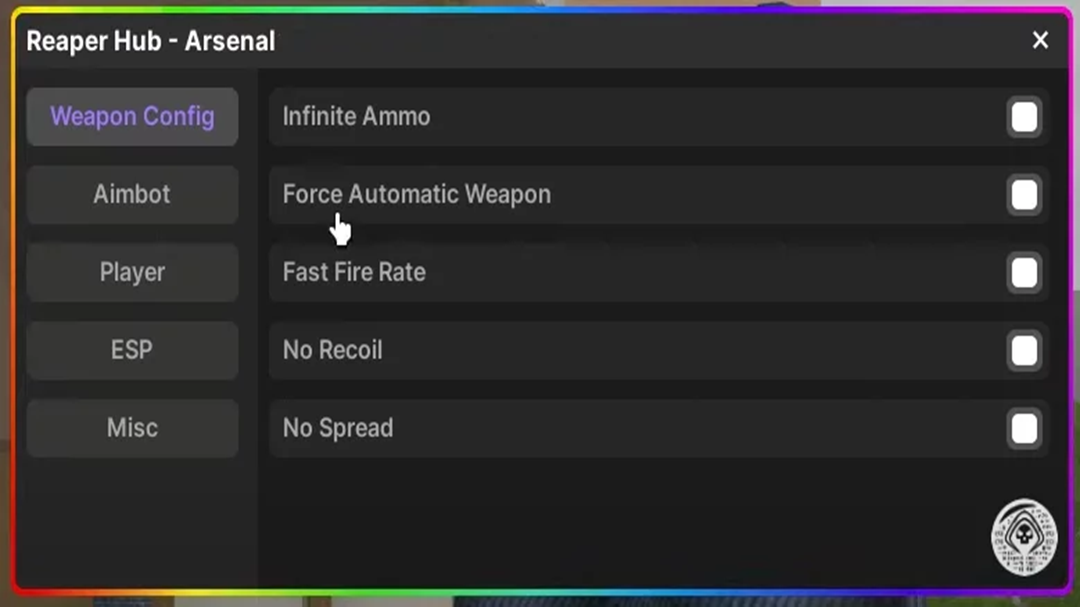 Reaper Hub - Arsenal
Weapon Config
Infinite Ammo
Aimbot
Force Automatic Weapon
Player
Fast Fire Rate
ESP
No Recoil
Misc
No Spread